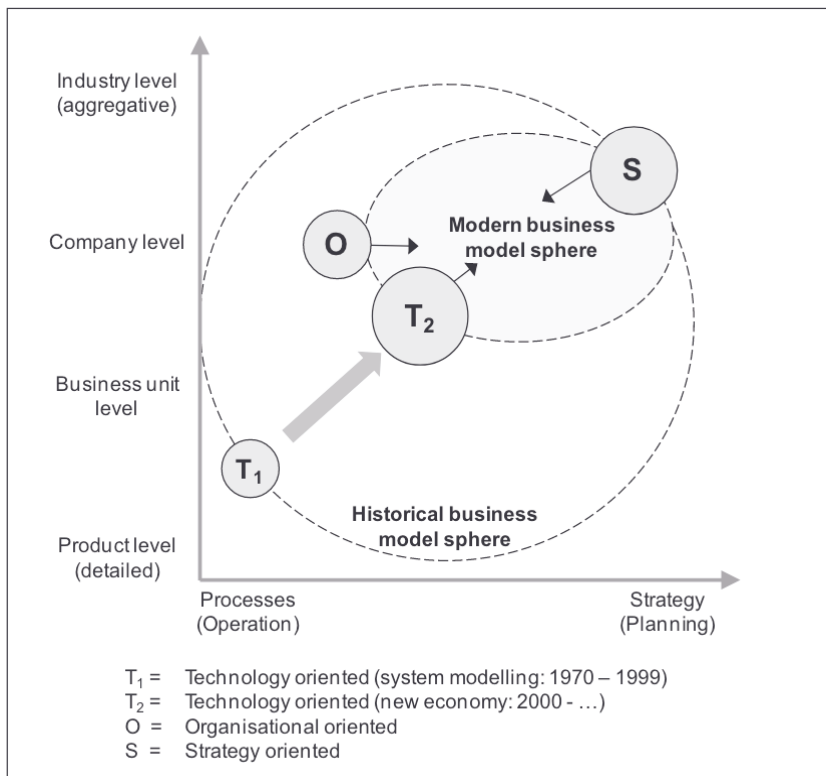 Industry level
(aggregative)
S
Modern business
model sphere
Company level
O
T₂
Business unit
level
T₁
Historical business
model sphere
Product level
(detailed)
Processes
(Operation)
Strategy
(Planning)
T₁ = Technology oriented (system modelling: 1970 – 1999)
T₂ = Technology oriented (new economy: 2000 - ...)
O = Organisational oriented
S = Strategy oriented